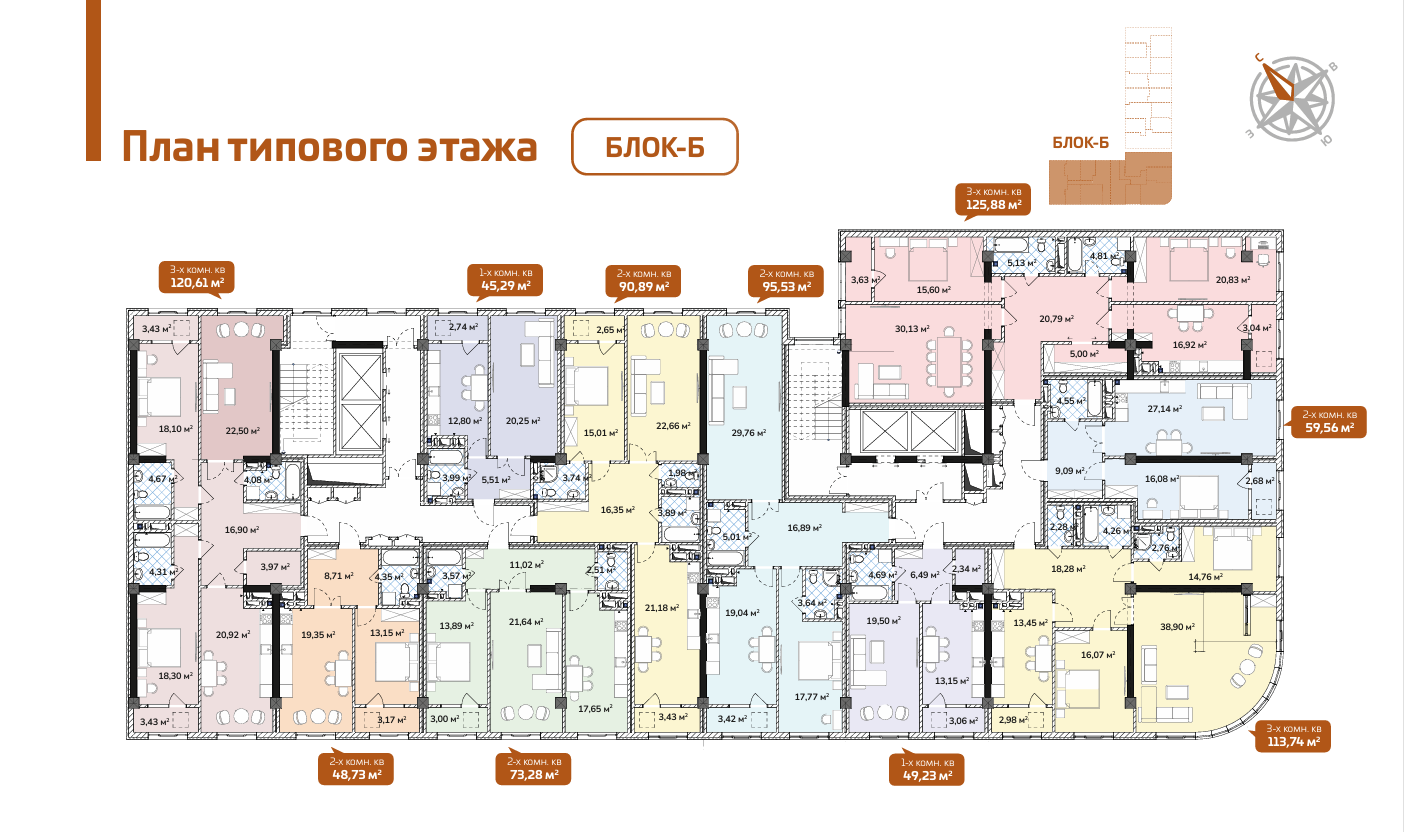 С
В
З
Ю
План типового этажа
БЛОК-Б
БЛОК-Б
3-х комн. кв
125,88 м²
3-х комн. кв
120,61 м²
1-х комн. кв
45,29 м²
2-х комн. кв
90,89 м²
2-х комн. кв
95,53 м²
3,63 м²
15,60 м²
5,13 м²
4,81 м²
20,83 м²
30,13 м²
20,79 м²
5,00 м²
16,92 м²
3,04 м²
3,43 м²
18,10 м²
22,50 м²
2,74 м²
12,80 м²
20,25 м²
2,65 м²
15,01 м²
22,66 м²
29,76 м²
4,55 м²
27,14 м²
2-х комн. кв
59,56 м²
4,67 м²
4,08 м²
3,99 м²
5,51 м²
3,74 м²
1,98 м²
9,09 м²
16,08 м²
2,68 м²
16,90 м²
16,35 м²
3,89 м²
5,01 м²
16,89 м²
2,28 м²
4,26 м²
2,76 м²
14,76 м²
4,31 м²
3,97 м²
8,71 м²
4,35 м²
3,57 м²
11,02 м²
2,51 м²
4,69 м²
6,49 м²
2,34 м²
18,28 м²
21,18 м²
19,04 м²
3,64 м²
20,92 м²
19,35 м²
13,15 м²
13,89 м²
21,64 м²
19,50 м²
13,45 м²
38,90 м²
16,07 м²
18,30 м²
17,65 м²
17,77 м²
13,15 м²
3,43 м²
3,17 м²
3,00 м²
3,43 м²
3,42 м²
3,06 м²
2,98 м²
3-х комн. кв
113,74 м²
2-х комн. кв
48,73 м²
2-х комн. кв
73,28 м²
1-х комн. кв
49,23 м²